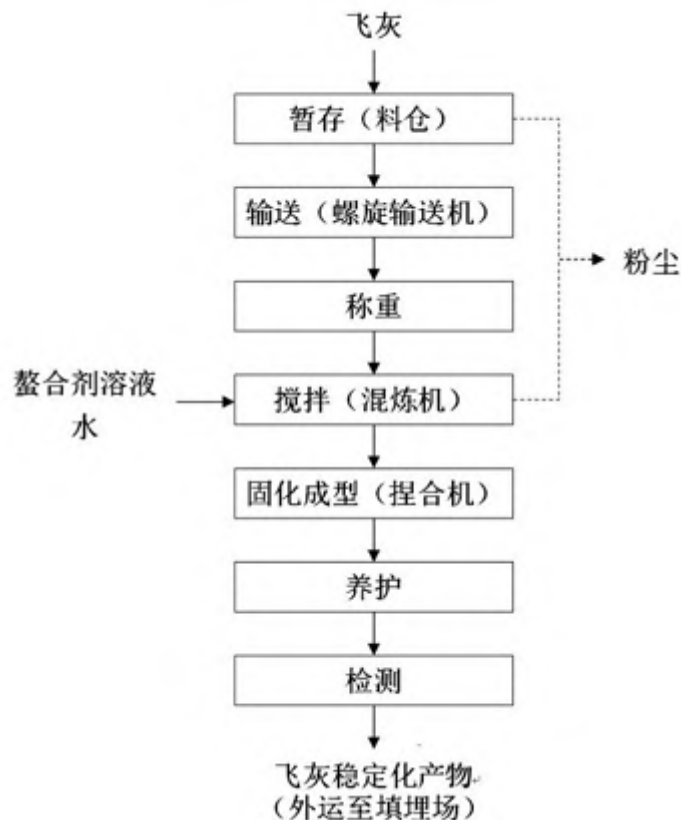 飞灰
暂存（料仓）
输送（螺旋输送机）
粉尘
称重
螯合剂溶液
水
搅拌（混炼机）
固化成型（捏合机）
养护
检测
飞灰稳定化产物
（外运至填埋场）